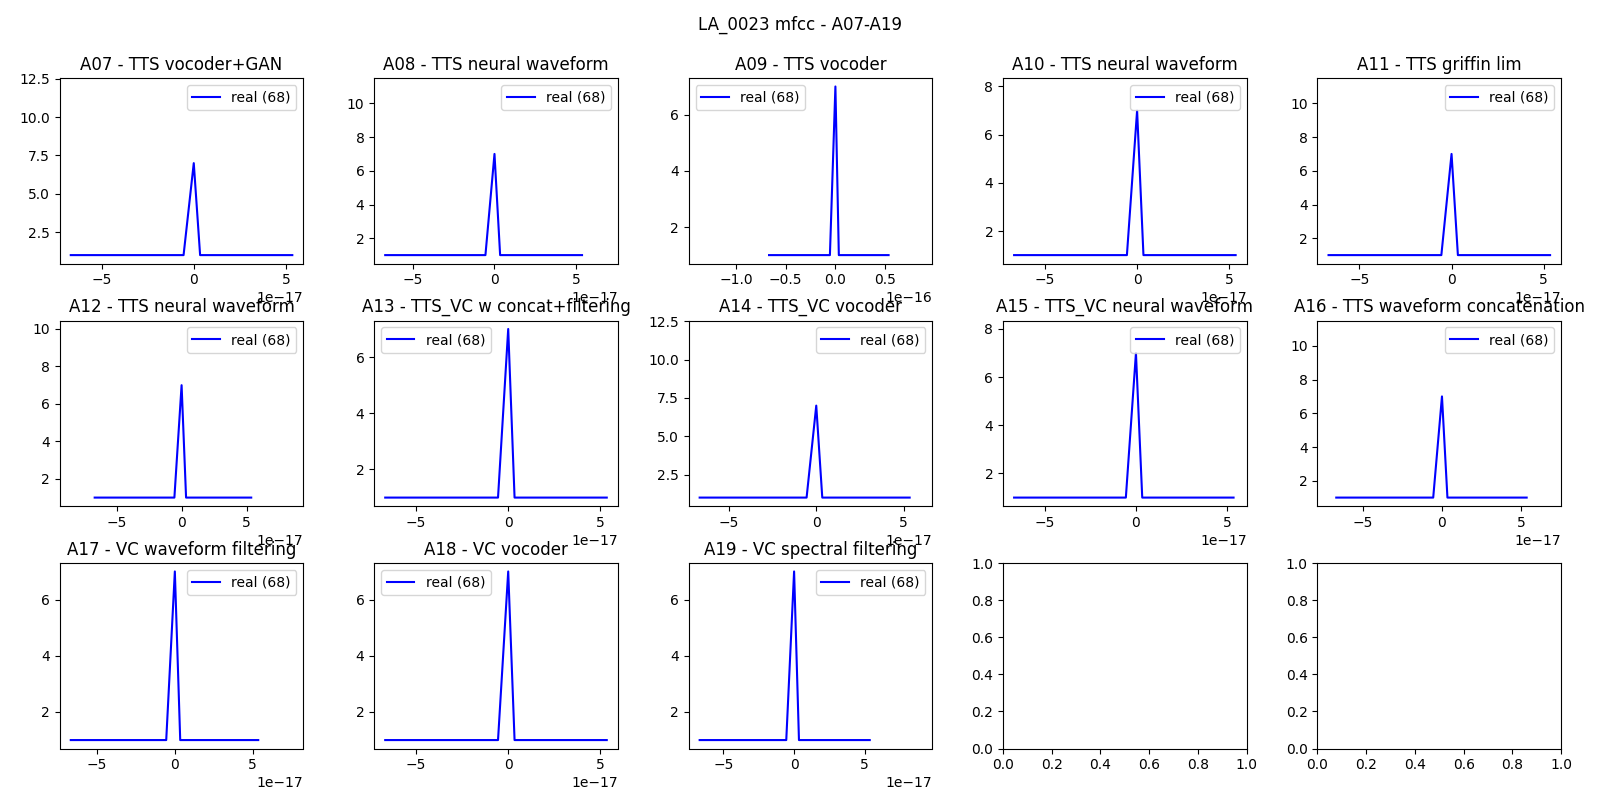 LA_0023 mfcc - A07-A19
A07 - TTS vocoder+GAN
real (68)
12.5
10.0
7.5
5.0
2.5
−5 0 5
1e−17
A08 - TTS neural waveform
real (68)
10
8
6
4
2
−5 0 5
1e−17
A09 - TTS vocoder
real (68)
6
4
2
−1.0 −0.5 0.0 0.5
1e−16
A10 - TTS neural waveform
real (68)
8
6
4
2
−5 0 5
1e−17
A11 - TTS griffin lim
real (68)
10
8
6
4
2
−5 0 5
1e−17
A12 - TTS neural waveform
real (68)
10
8
6
4
2
−5 0 5
1e−17
A13 - TTS_VC w concat+filtering
real (68)
6
4
2
−5 0 5
1e−17
A14 - TTS_VC vocoder
real (68)
12.5
10.0
7.5
5.0
2.5
−5 0 5
1e−17
A15 - TTS_VC neural waveform
real (68)
8
6
4
2
−5 0 5
1e−17
A16 - TTS waveform concatenation
real (68)
10
8
6
4
2
−5 0 5
1e−17
A17 - VC waveform filtering
real (68)
6
4
2
−5 0 5
1e−17
A18 - VC vocoder
real (68)
6
4
2
−5 0 5
1e−17
A19 - VC spectral filtering
real (68)
6
4
2
−5 0 5
1e−17
1.0
0.8
0.6
0.4
0.2
0.0
0.0 0.2 0.4 0.6 0.8 1.0
1.0
0.8
0.6
0.4
0.2
0.0
0.0 0.2 0.4 0.6 0.8 1.0